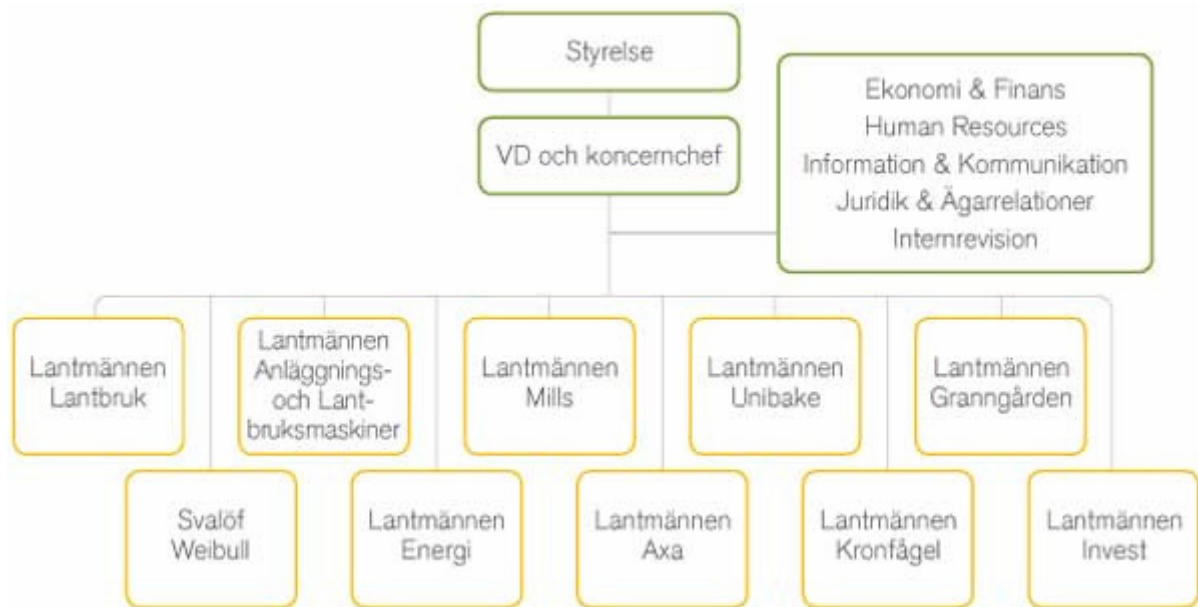 Styrelse
VD och koncernchef
Ekonomi & Finans
Human Resources
Information & Kommunikation
Juridik & Ägarrelationer
Internrevision
Lantmännen
Lantbruk
Lantmännen
Anläggnings-
och Lant-
bruksmaskiner
Lantmännen
Mills
Lantmännen
Unibake
Lantmännen
Granngården
Svalöf
Weibull
Lantmännen
Energi
Lantmännen
Axa
Lantmännen
Kronfågel
Lantmännen
Invest